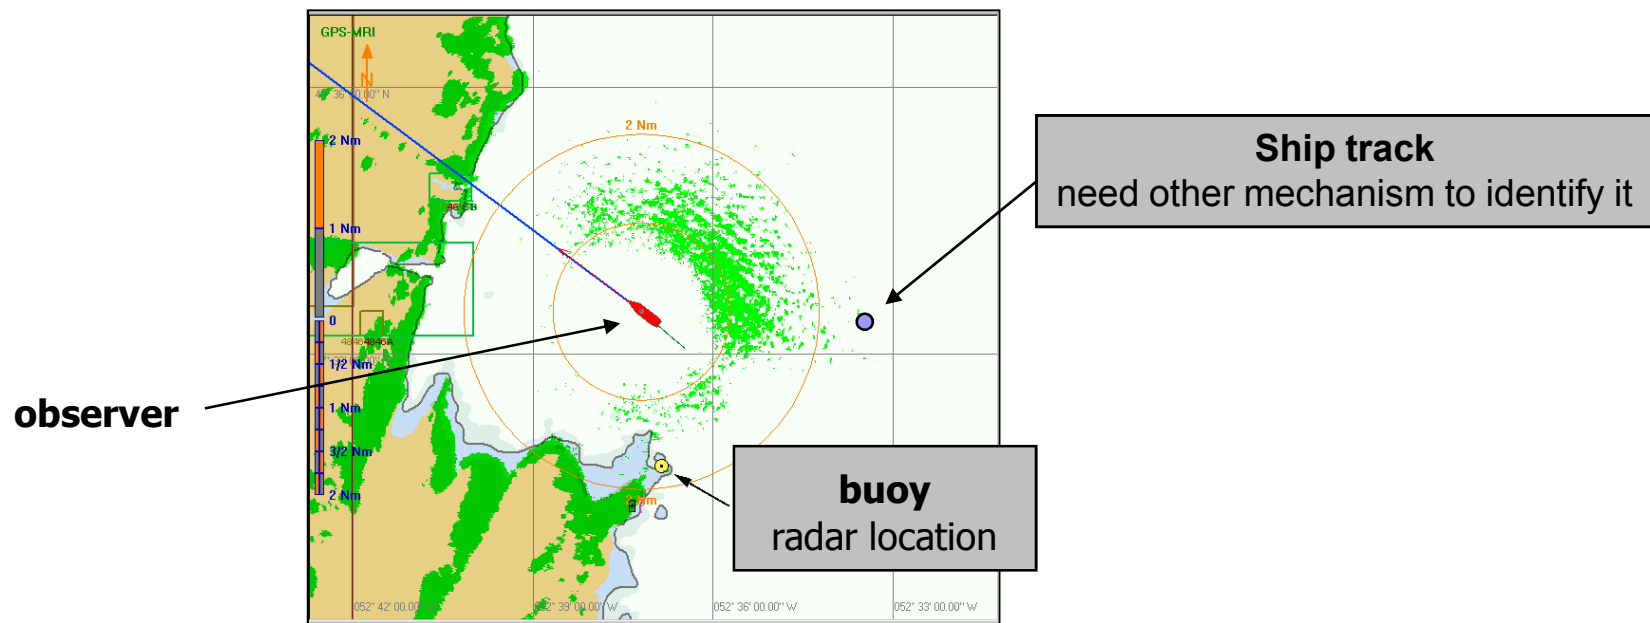 GPS-MRI
N
2 Nm
2 Nm
Ship track
need other mechanism to identify it
1 Nm
0
1/2 Nm
1 Nm
observer
3/2 Nm
2 Nm
2 Nm
buoy
radar location
052° 42' 00.00"
39' 00.00" W
052° 36' 00.00" W
052° 33' 00.00" W